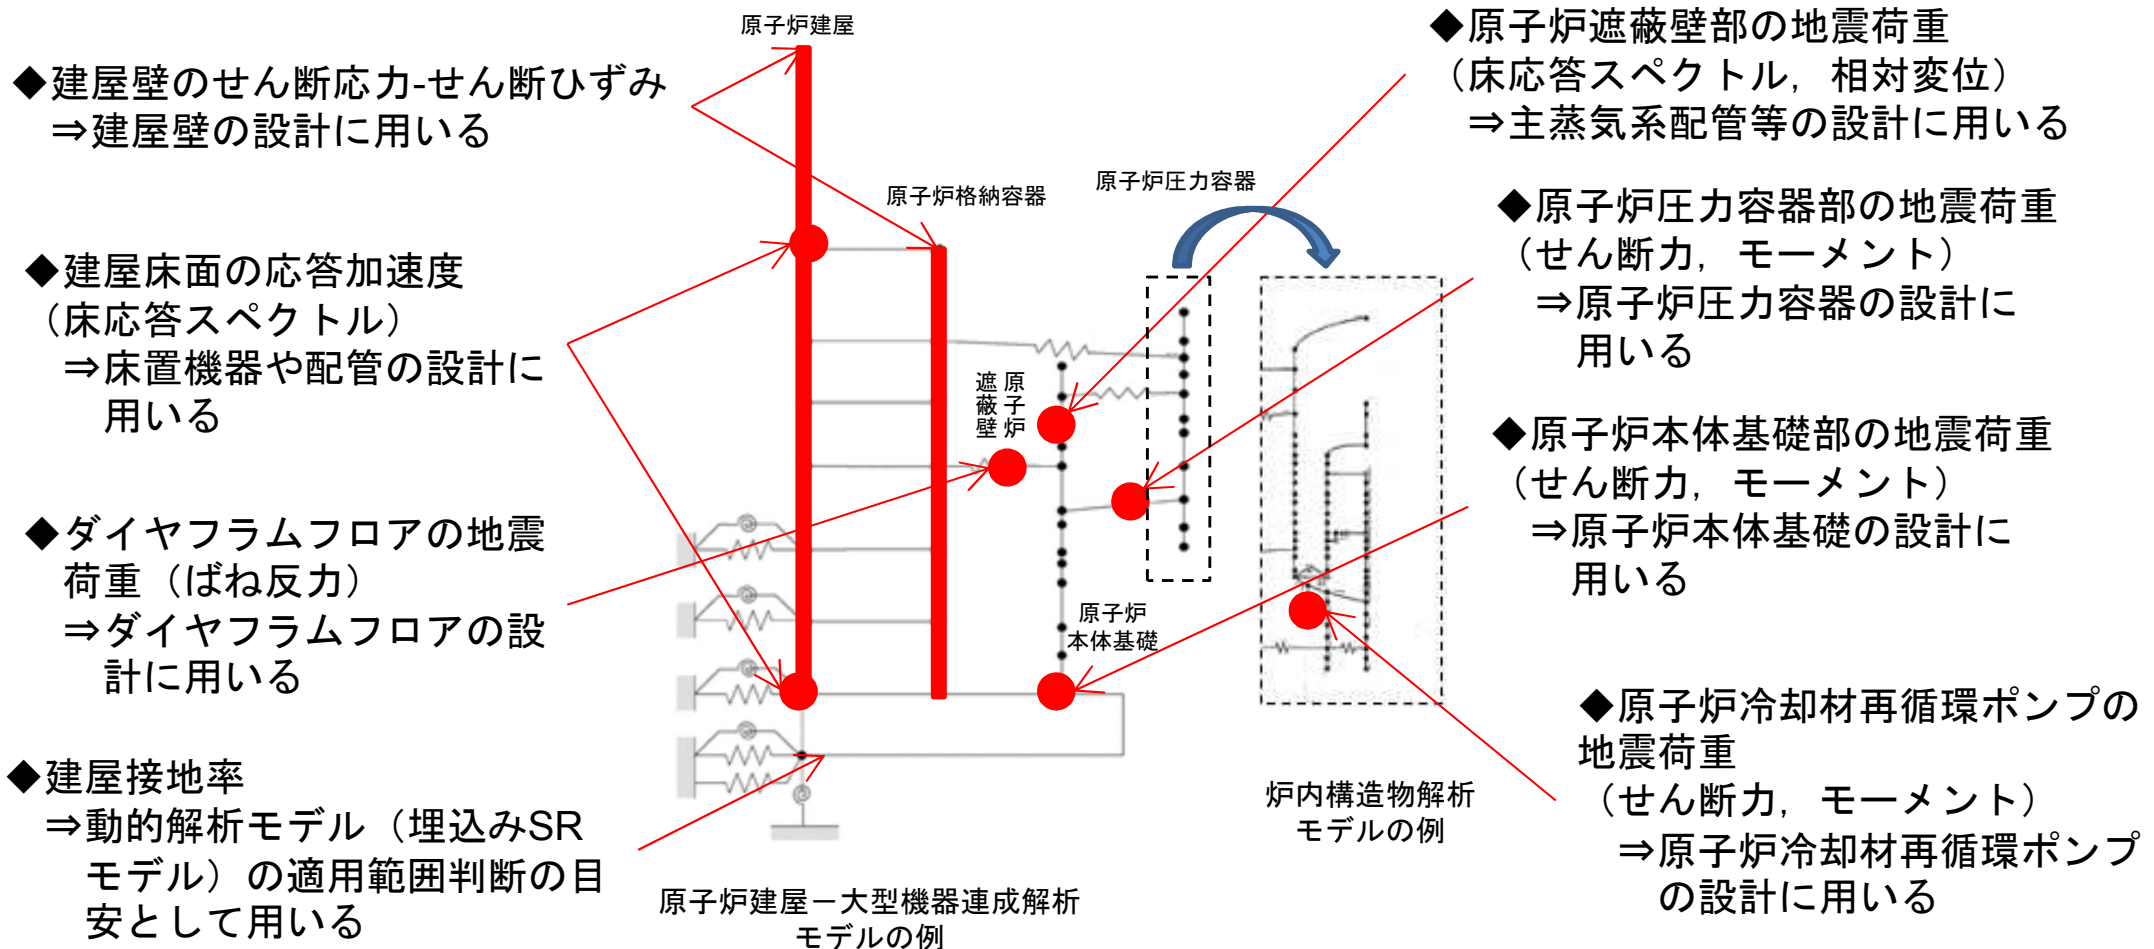 原子炉建屋
◆建屋壁のせん断応力-せん断ひずみ
⇒建屋壁の設計に用いる
◆建屋床面の応答加速度
（床応答スペクトル）
⇒床置機器や配管の設計に
用いる
◆ダイヤフラムフロアの地震
荷重（ばね反力）
⇒ダイヤフラムフロアの設
計に用いる
◆建屋接地率
⇒動的解析モデル（埋込みSR
モデル）の適用範囲判断の目
安として用いる
原子炉格納容器
原子炉圧力容器
原子炉
遮蔽壁
原子炉
本体基礎
原子炉建屋－大型機器連成解析
モデルの例
炉内構造物解析
モデルの例
◆原子炉遮蔽壁部の地震荷重
（床応答スペクトル，相対変位）
⇒主蒸気系配管等の設計に用いる
◆原子炉圧力容器部の地震荷重
（せん断力，モーメント）
⇒原子炉圧力容器の設計に
用いる
◆原子炉本体基礎部の地震荷重
（せん断力，モーメント）
⇒原子炉本体基礎の設計に
用いる
◆原子炉冷却材再循環ポンプの
地震荷重
（せん断力，モーメント）
⇒原子炉冷却材再循環ポンプ
の設計に用いる